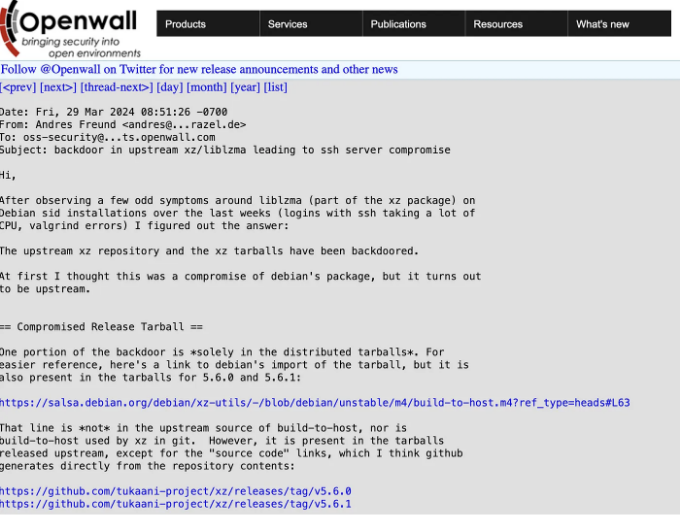 Openwall
bringing security into
open environments
Products
Services
Publications
Resources
What's new
Follow @Openwall on Twitter for new release announcements and other news
[<prev] [next>] [thread-next>] [day] [month] [year] [list]
Date: Fri, 29 Mar 2024 08:51:26 -0700
From: Andres Freund <andres@...razel.de>
To: oss-security@...ts.openwall.com
Subject: backdoor in upstream xz/liblzma leading to ssh server compromise
Hi,
After observing a few odd symptoms around liblzma (part of the xz package) on
Debian sid installations over the last weeks (logins with ssh taking a lot of
CPU, valgrind errors) I figured out the answer:
The upstream xz repository and the xz tarballs have been backdoored.
At first I thought this was a compromise of debian's package, but it turns out
to be upstream.
== Compromised Release Tarball ==
One portion of the backdoor is *solely in the distributed tarballs*. For
easier reference, here's a link to debian's import of the tarball, but it is
also present in the tarballs for 5.6.0 and 5.6.1:
https://salsa.debian.org/debian/xz-utils/-/blob/debian/unstable/m4/build-to-host.m4?ref_type=heads#L63
That line is *not* in the upstream source of build-to-host, nor is
build-to-host used by xz in git.  However, it is present in the tarballs
released upstream, except for the "source code" links, which I think github
generates directly from the repository contents:
https://github.com/tukaani-project/xz/releases/tag/v5.6.0
https://github.com/tukaani-project/xz/releases/tag/v5.6.1